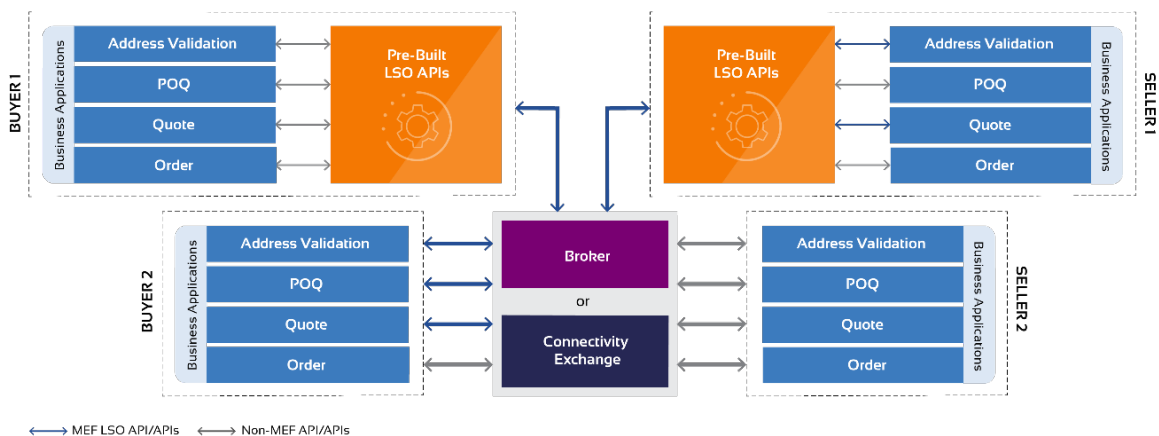 BUYER 1
Business Applications
Address Validation
POQ
Quote
Order
Pre-Built
LSO APIs
Pre-Built
LSO APIs
Address Validation
POQ
Quote
Order
Business Applications
SELLER 1
BUYER 2
Business Applications
Address Validation
POQ
Quote
Order
Broker
or
Connectivity
Exchange
Address Validation
POQ
Quote
Order
Business Applications
SELLER 2
MEF LSO API/APIs
Non-MEF API/APIs